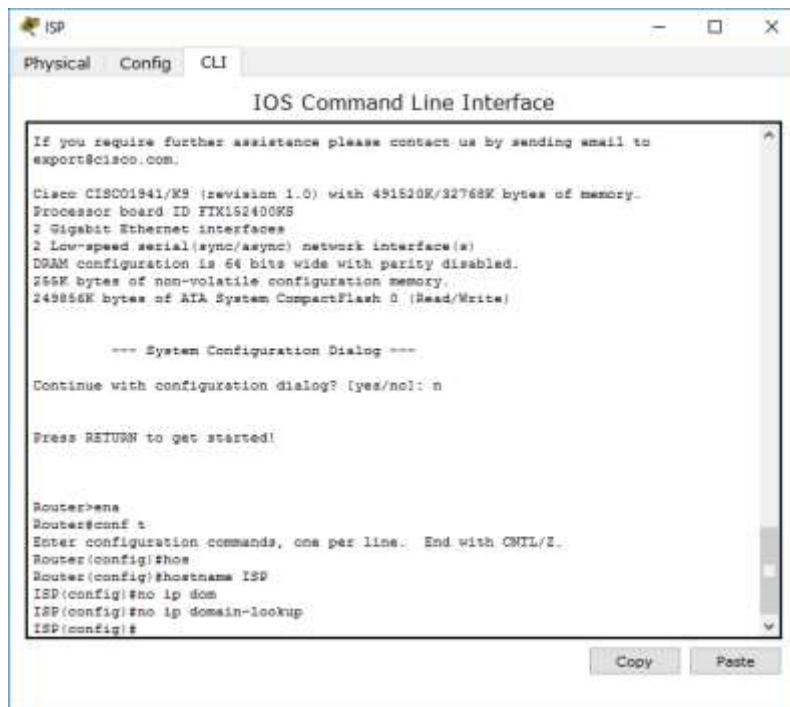 ISP
Physical Config CLI
IOS Command Line Interface
If you require further assistance please contact us by sending email to
export@cisco.com.
Cisco CISCO1941/K9 (revision 1.0) with 491520K/32768K bytes of memory.
Processor board ID FTX152400KS
2 Gigabit Ethernet interfaces
2 Low-speed serial(sync/async) network interface(s)
DRAM configuration is 64 bits wide with parity disabled.
255K bytes of non-volatile configuration memory.
249856K bytes of ATA System CompactFlash 0 (Read/Write)
--- System Configuration Dialog ---
Continue with configuration dialog? [yes/no]: n
Press RETURN to get started!
Router>ena
Router#conf t
Enter configuration commands, one per line. End with CNTL/Z.
Router(config)#hos
Router(config)#hostname ISP
ISP(config)#no ip dom
ISP(config)#no ip domain-lookup
ISP(config)#
Copy Paste